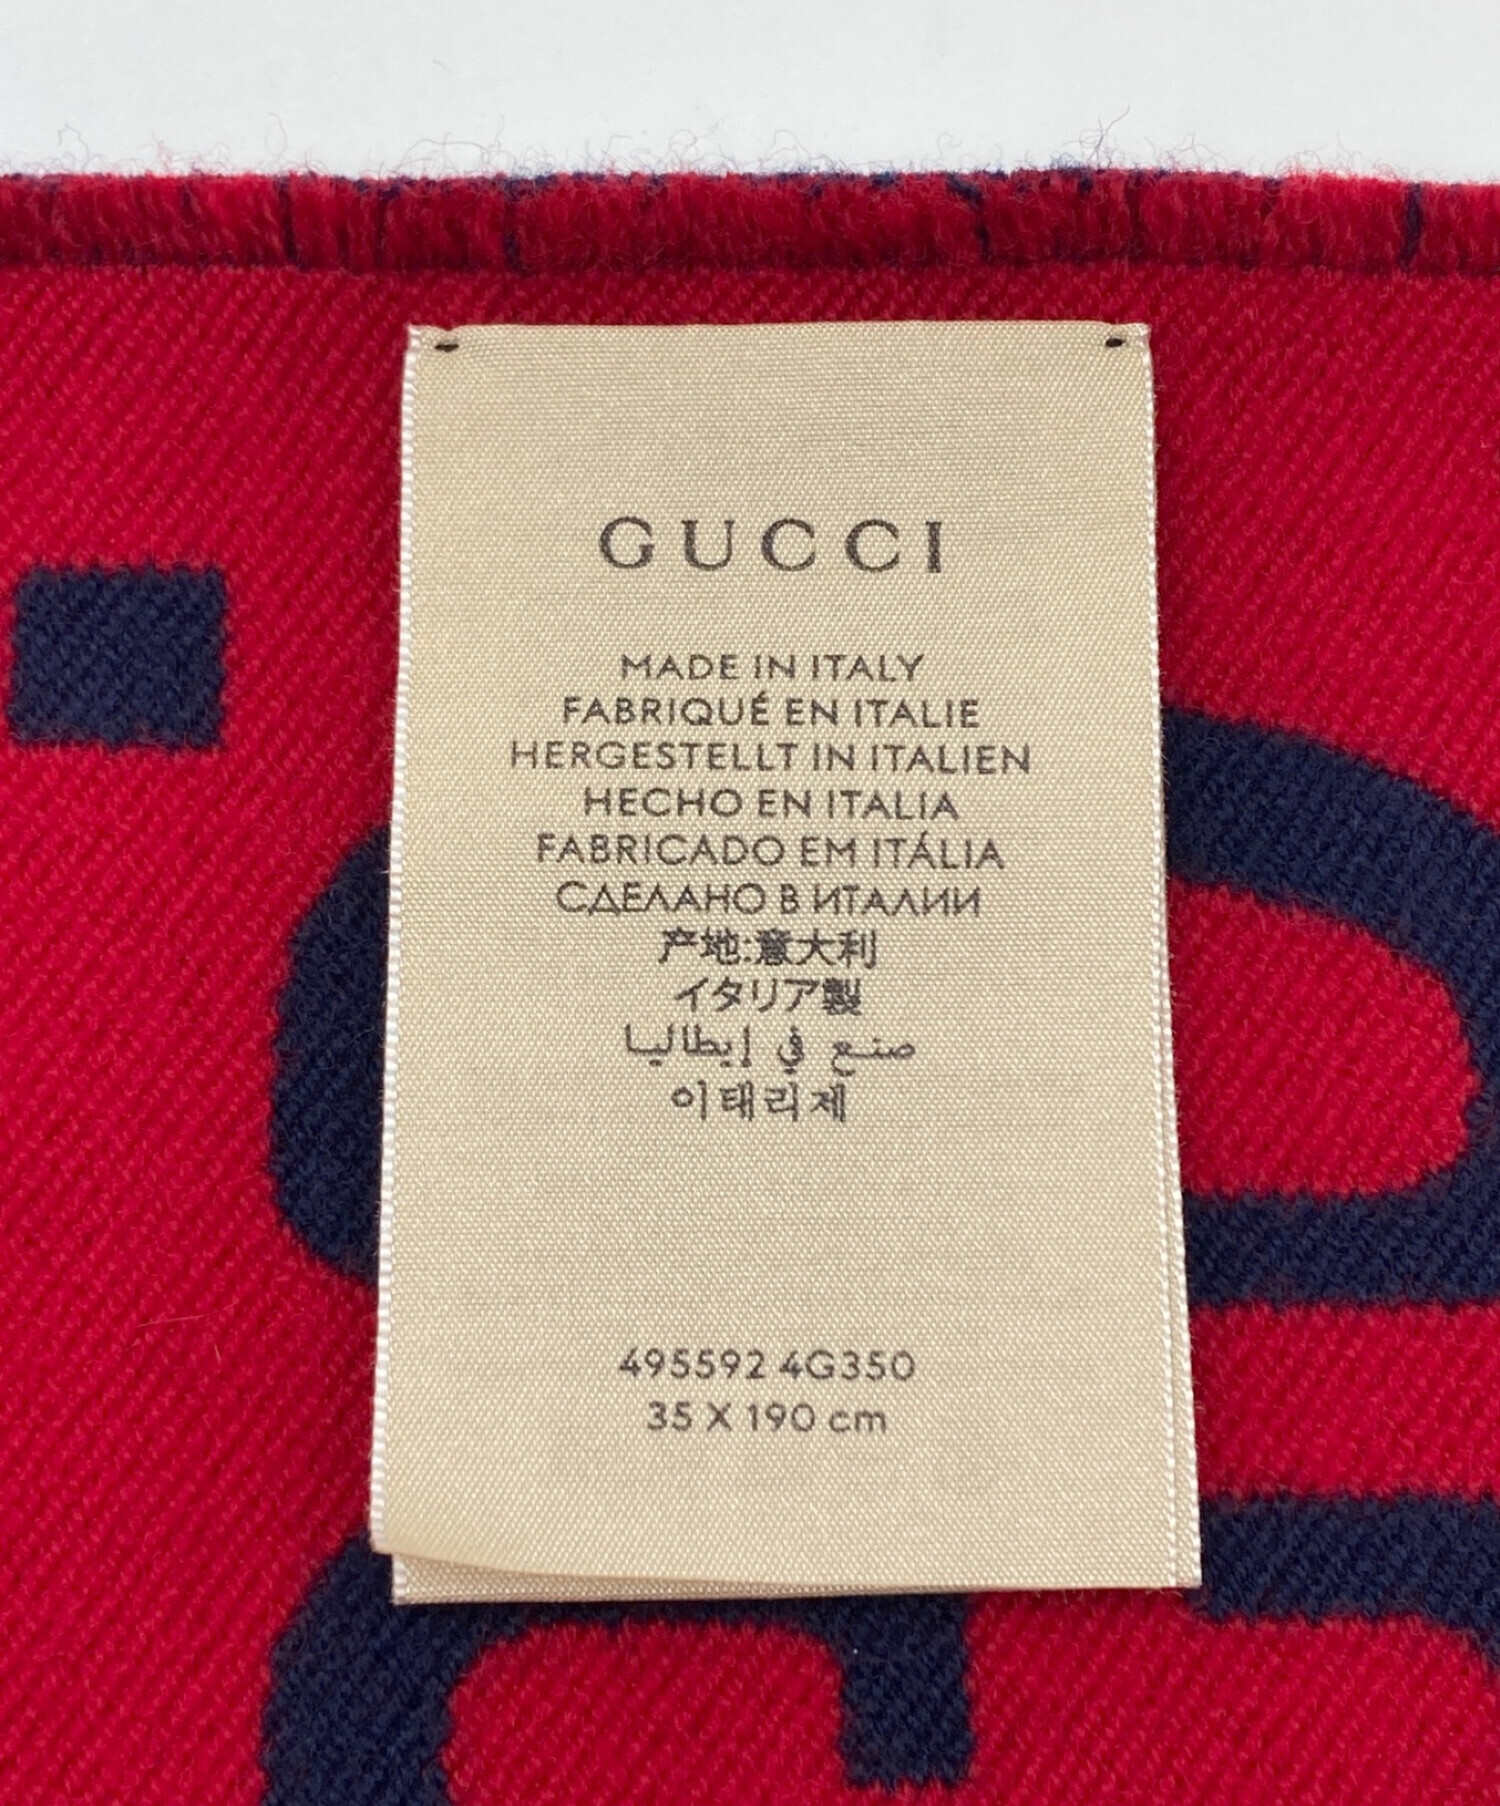 GUCCI
MADE IN ITALY
FABRIQUÉ EN ITALIE
HERGESTELLT IN ITALIEN
HECHO EN ITALIA
FABRICADO EM ITÁLIA
СДЕЛАНО В ИТАЛИИ
产地:意大利
イタリア製
صنع في إيطاليا
이태리제
495592 4G350
35 X 190 cm